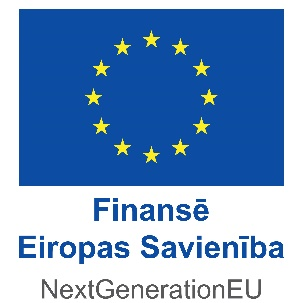 Finansē
Eiropas Savienība
NextGenerationEU